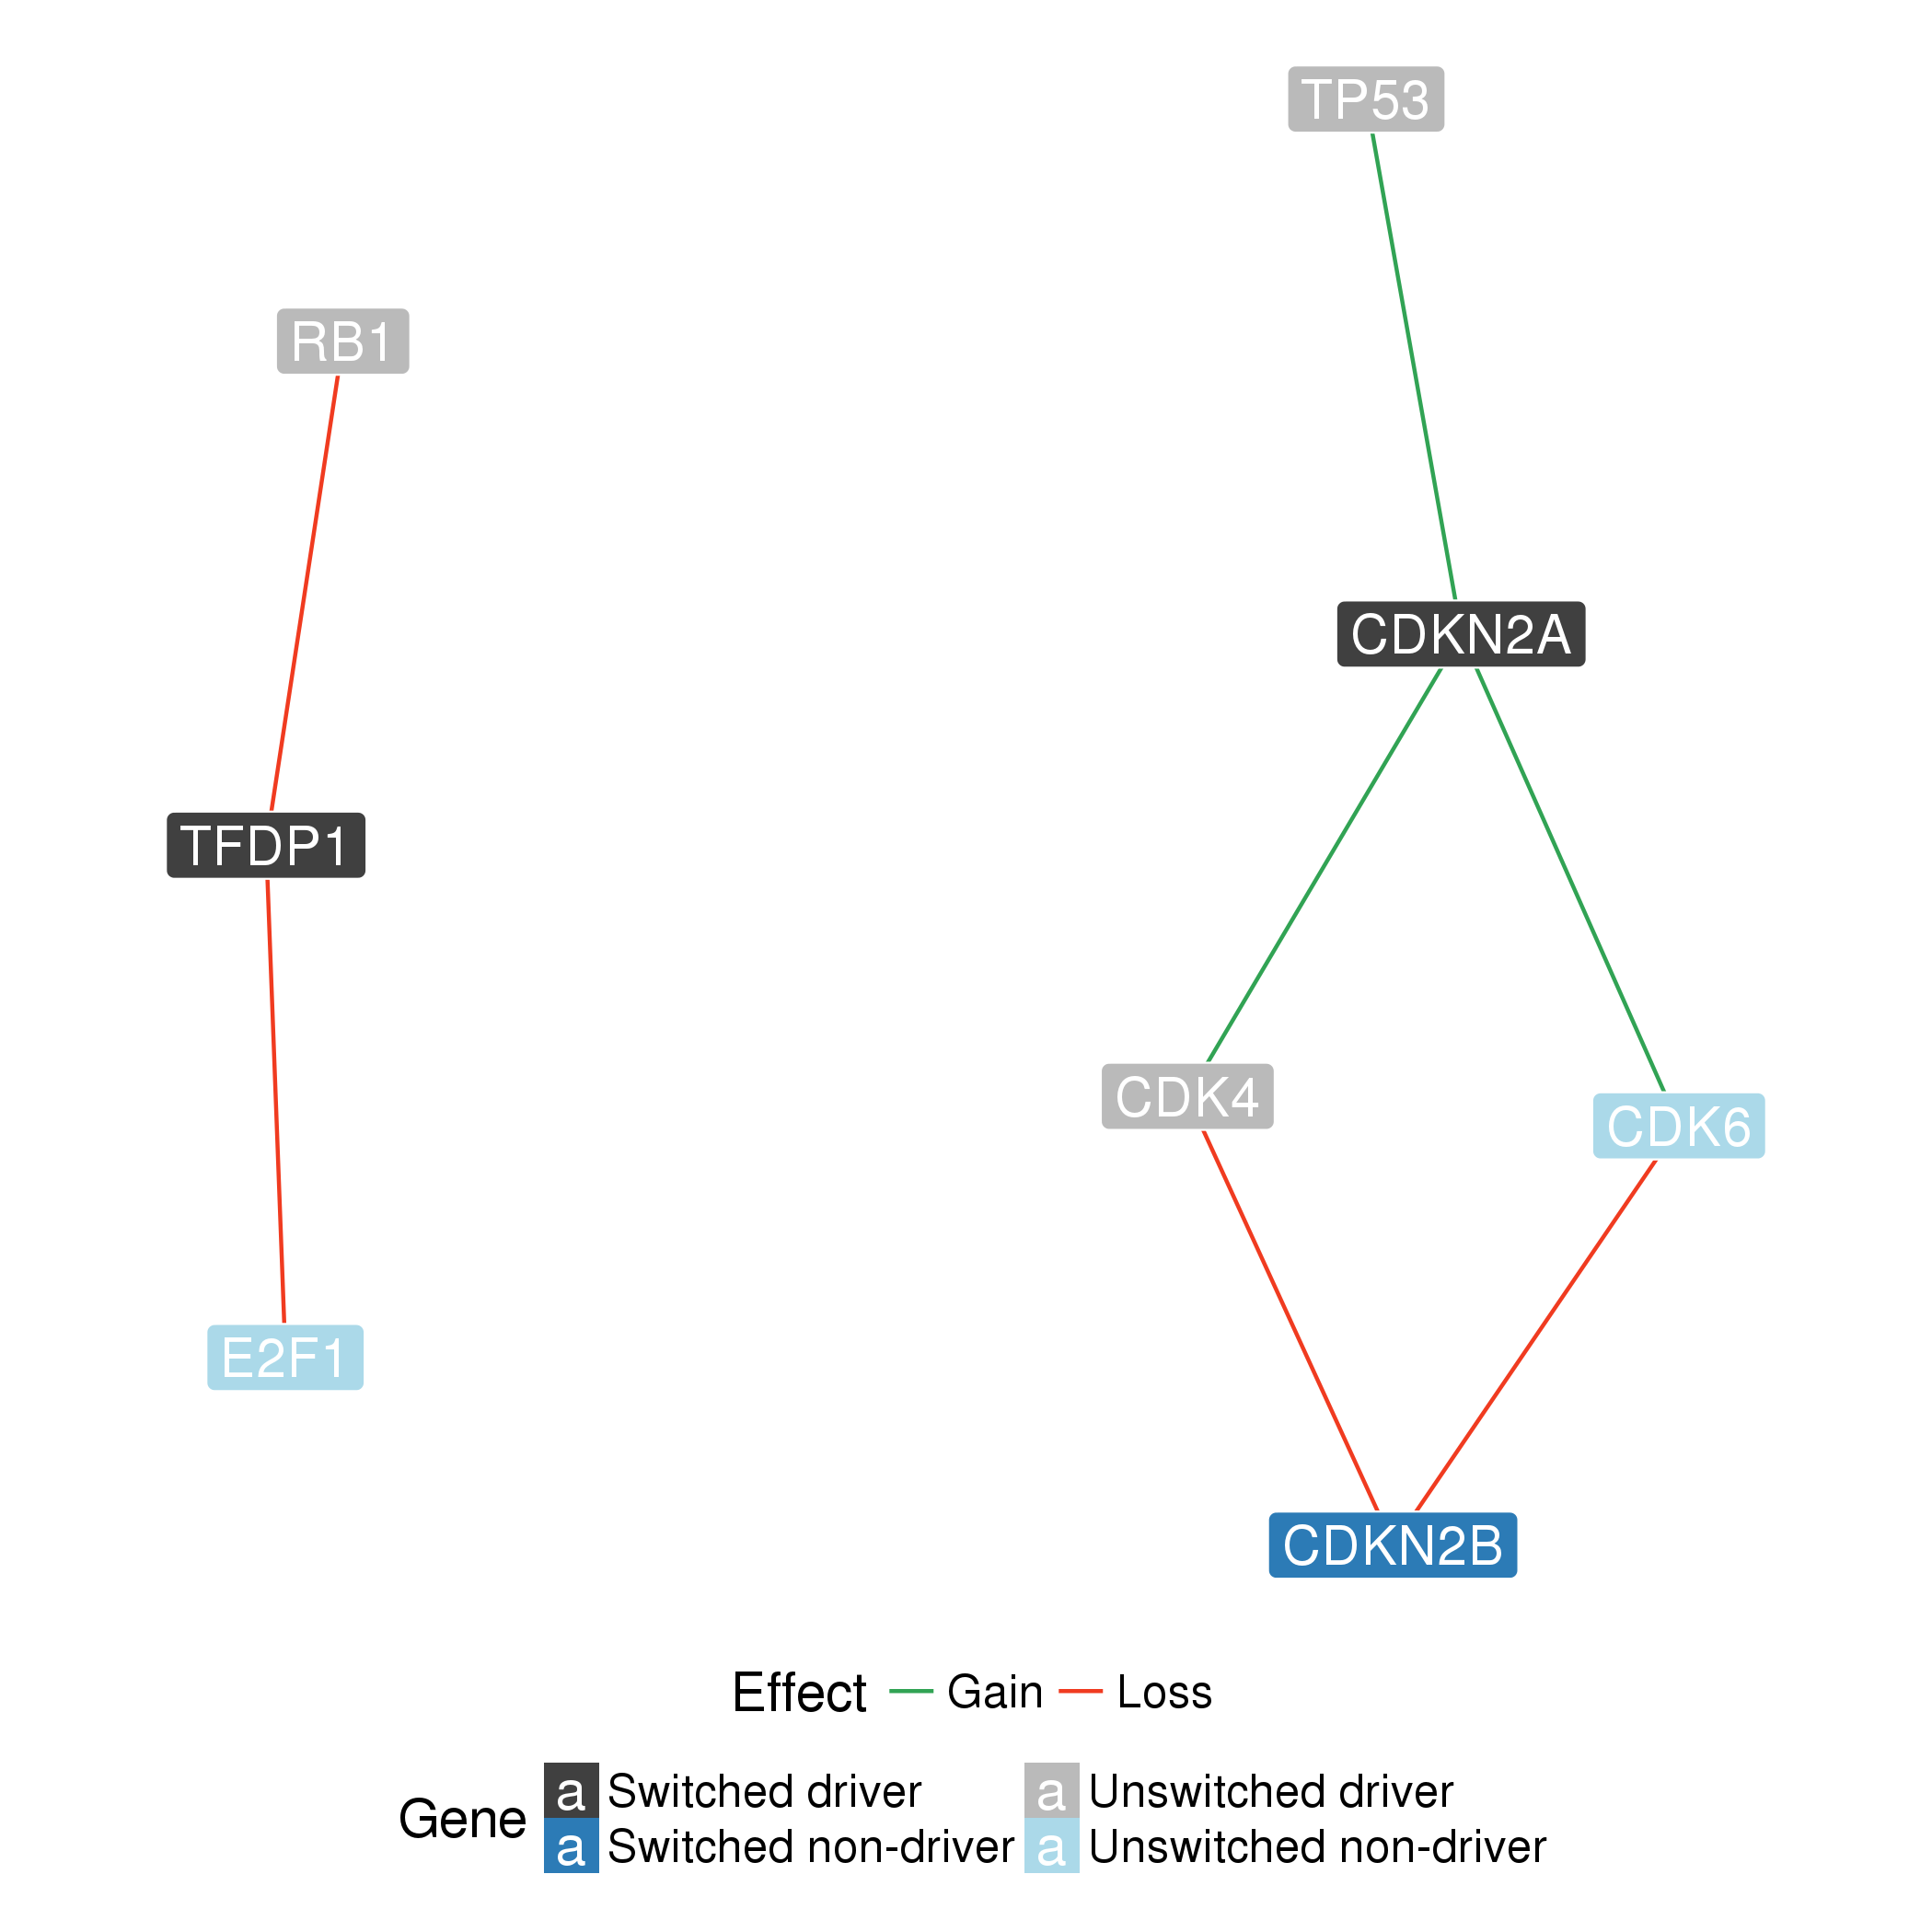 TP53
RB1
CDKN2A
TFDP1
CDK4
CDK6
E2F1
CDKN2B
Effect Gain Loss
Gene
a Switched driver a Unswitched driver
a Switched non-driver a Unswitched non-driver